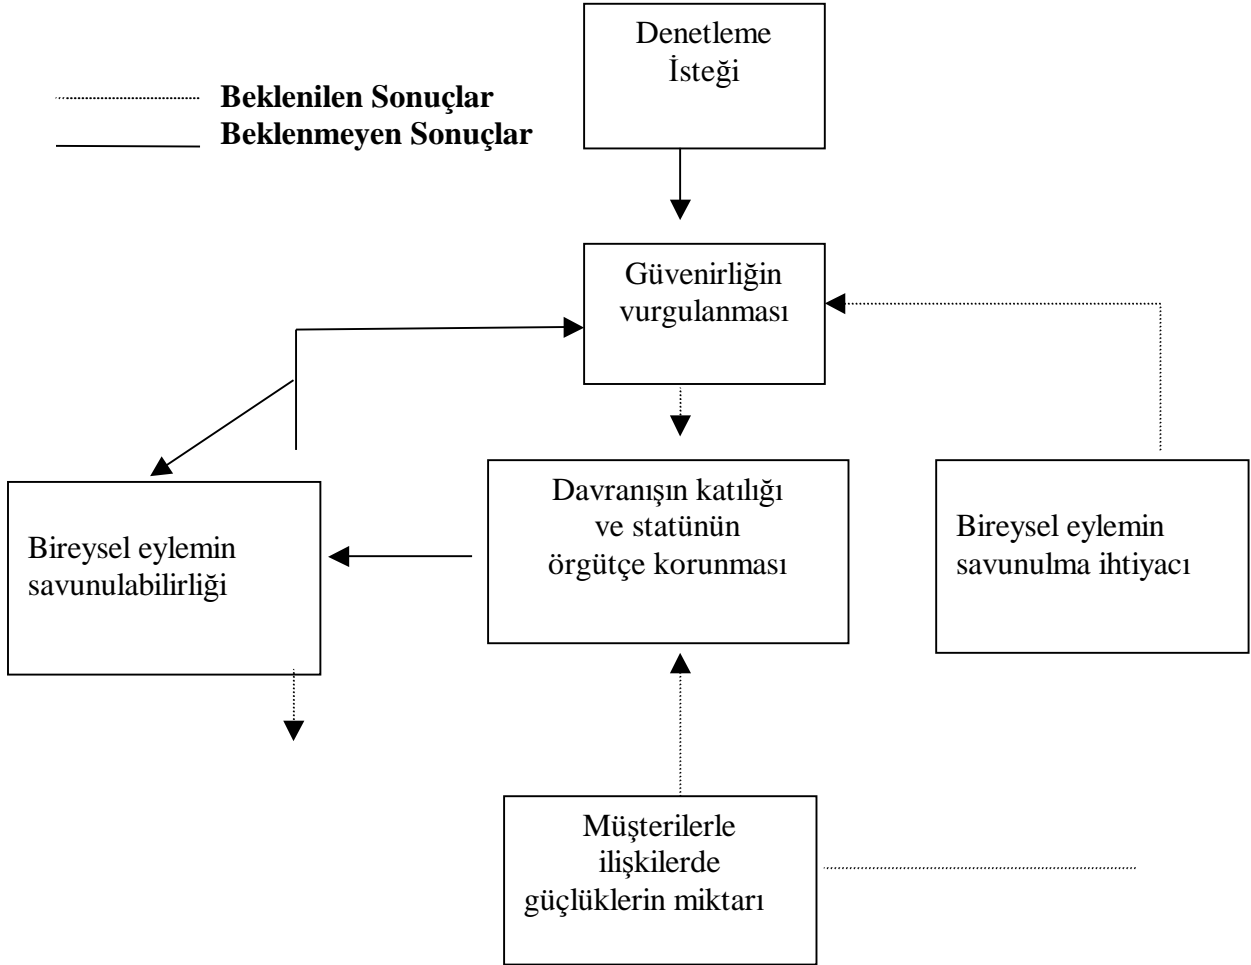 Denetleme
İsteği
Beklenilen Sonuçlar
Beklenmeyen Sonuçlar
Güvenirliğin
vurgulanması
Bireysel eylemin
savunulabilirliği
Davranışın katılığı
ve statünün
örgütçe korunması
Bireysel eylemin
savunulma ihtiyacı
Müşterilerle
ilişkilerde
güçlüklerin miktarı